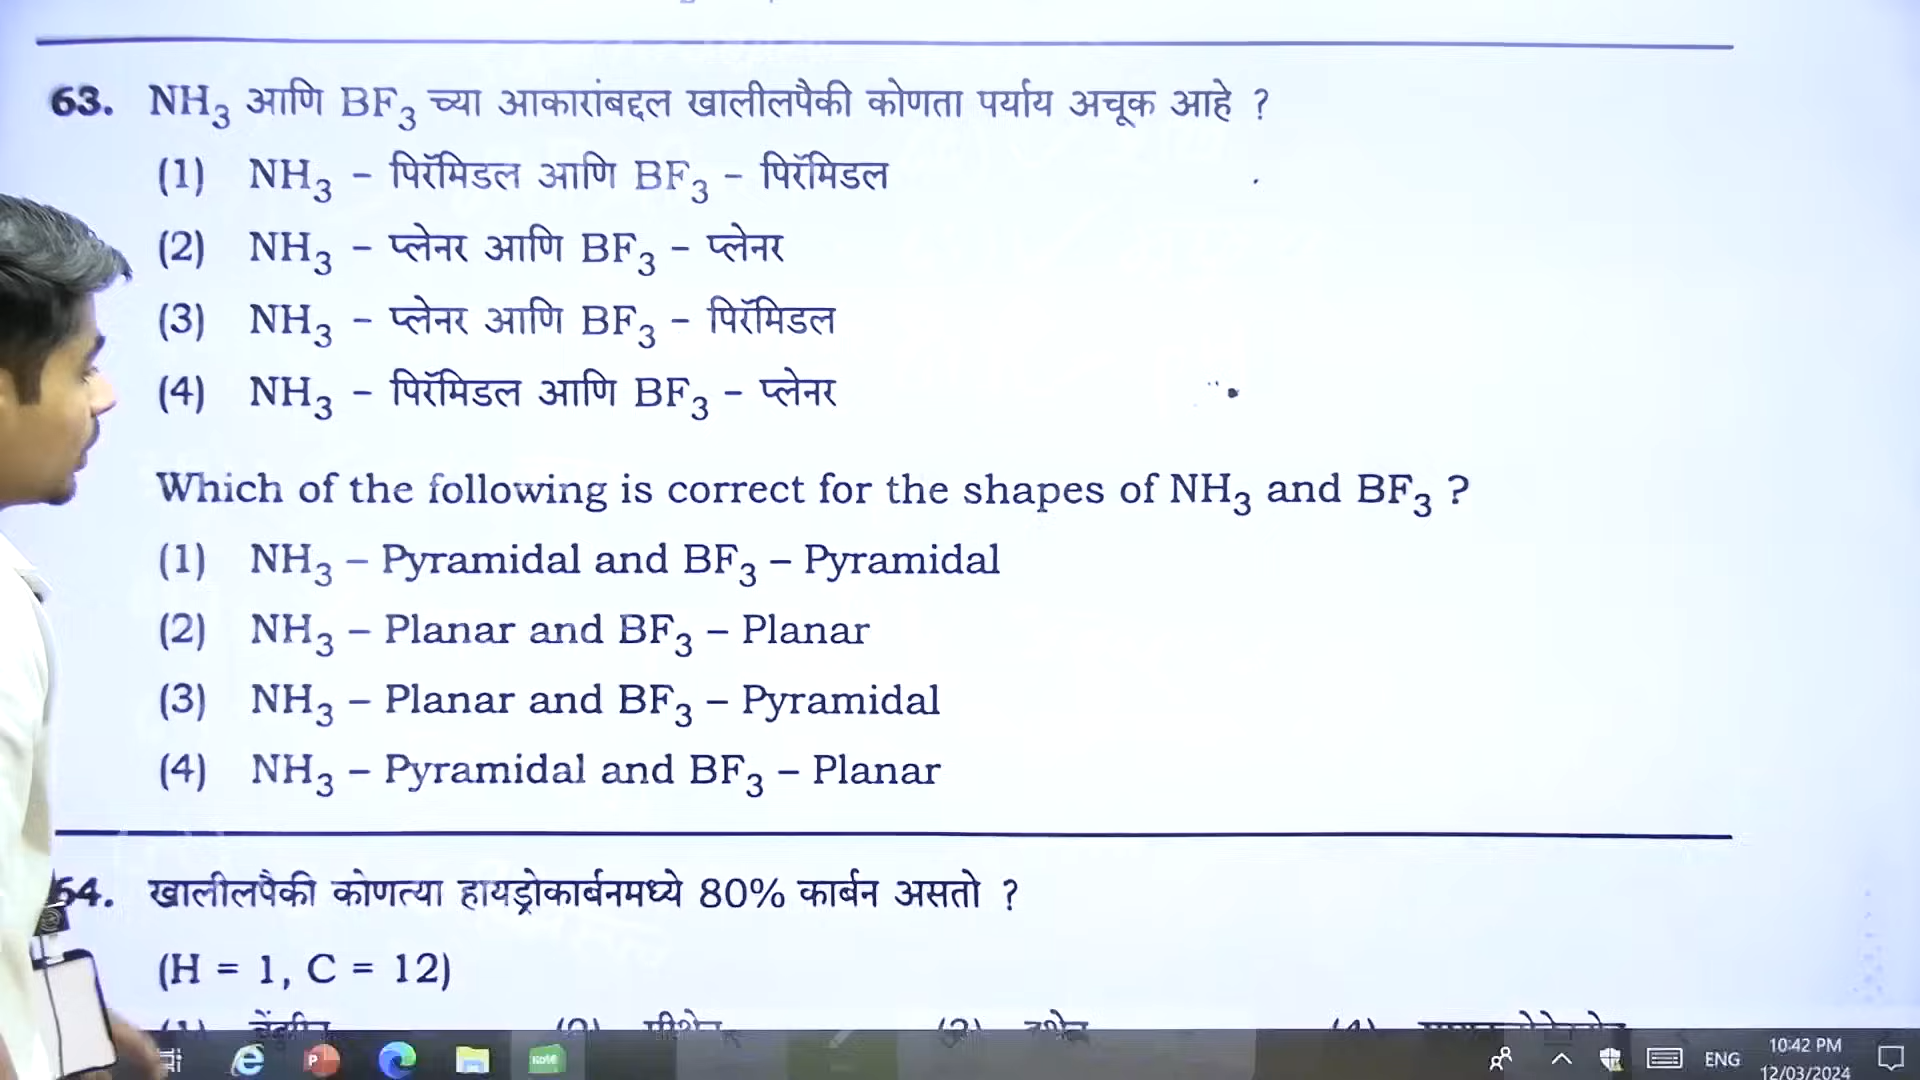 63. NH₃ आणि BF₃ च्या आकारांबद्दल खालीलपैकी कोणता पर्याय अचूक आहे ?
(1) NH₃ – पिरॅमिडल आणि BF₃ – पिरॅमिडल
(2) NH₃ – प्लेनर आणि BF₃ – प्लेनर
(3) NH₃ – प्लेनर आणि BF₃ – पिरॅमिडल
(4) NH₃ – पिरॅमिडल आणि BF₃ – प्लेनर
Which of the following is correct for the shapes of NH₃ and BF₃ ?
(1) NH₃ – Pyramidal and BF₃ – Pyramidal
(2) NH₃ – Planar and BF₃ – Planar
(3) NH₃ – Planar and BF₃ – Pyramidal
(4) NH₃ – Pyramidal and BF₃ – Planar
64. खालीलपैकी कोणत्या हायड्रोकार्बनमध्ये 80% कार्बन असतो ?
(H = 1, C = 12)
ENG
10:42 PM
12/03/2024